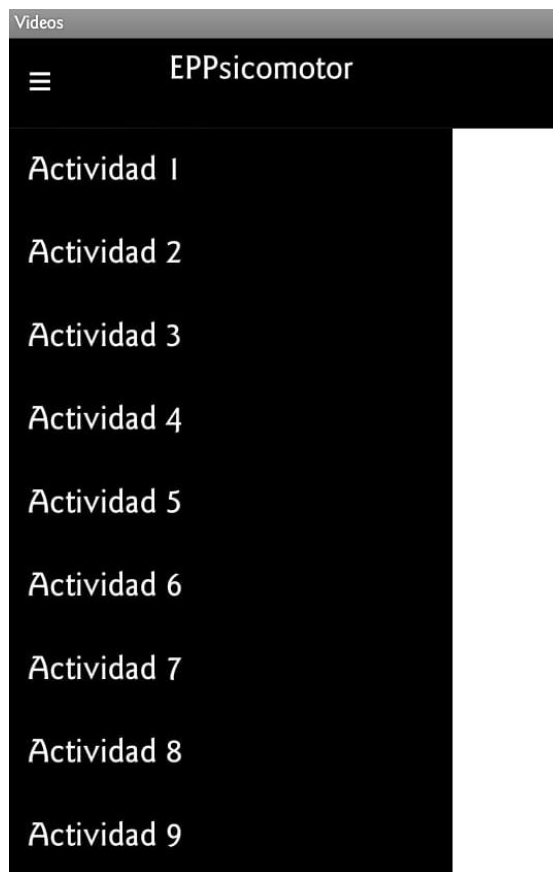 Videos
EPPsicomotor
Actividad 1
Actividad 2
Actividad 3
Actividad 4
Actividad 5
Actividad 6
Actividad 7
Actividad 8
Actividad 9